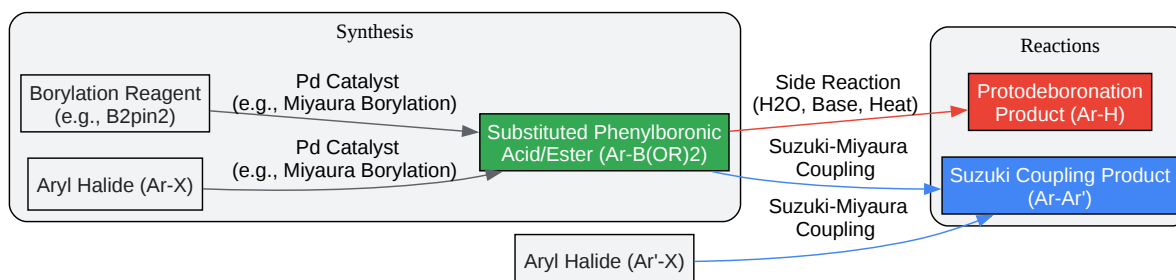 Synthesis
Reactions
Pd Catalyst
(e.g., Miyaura Borylation)
Borylation Reagent
(e.g., B2pin2)
Pd Catalyst
(e.g., Miyaura Borylation)
Aryl Halide (Ar-X)
Substituted Phenylboronic
Acid/Ester (Ar-B(OR)2)
Side Reaction
(H2O, Base, Heat)
Protodeboronation
Product (Ar-H)
Suzuki-Miyaura
Coupling
Suzuki Coupling Product
(Ar-Ar')
Suzuki-Miyaura
Coupling
Aryl Halide (Ar'-X)